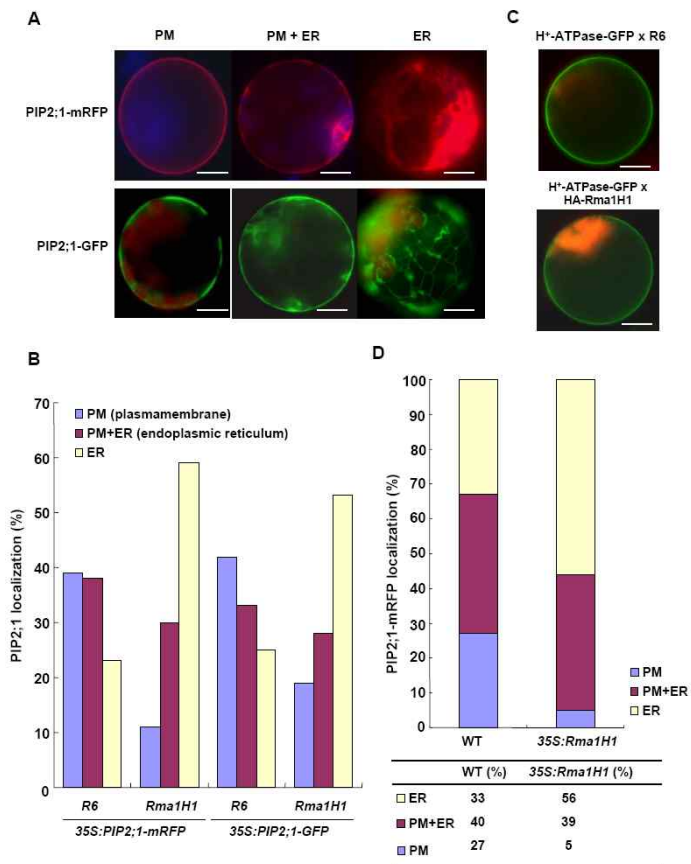 A
PM
PM + ER
ER
PIP2;1-mRFP
PIP2;1-GFP
C
H⁺-ATPase-GFP x R6
H⁺-ATPase-GFP x
HA-Rma1H1
B
PIP2;1 localization (%)
70
60
50
40
30
20
10
0
PM (plasmamembrane)
PM+ER (endoplasmic reticulum)
ER
R6
Rma1H1
R6
Rma1H1
35S:PIP2;1-mRFP
35S:PIP2;1-GFP
D
PIP2;1-mRFP localization (%)
100
90
80
70
60
50
40
30
20
10
0
WT
35S:Rma1H1
PM
PM+ER
ER
WT (%) 35S:Rma1H1 (%)
ER 33 56
PM+ER 40 39
PM 27 5